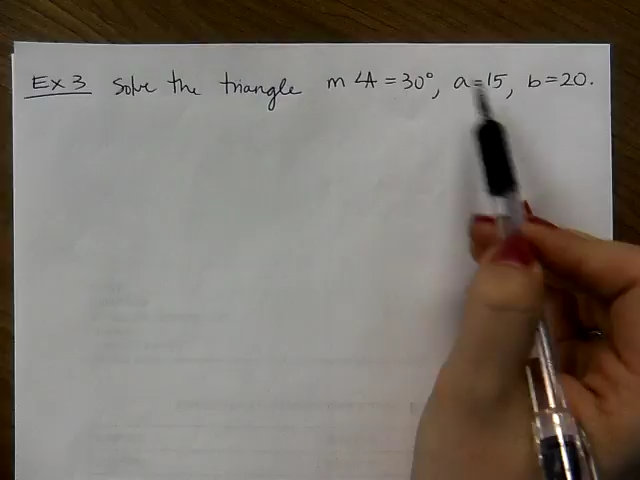 Ex 3 solve the triangle m∠A = 30°, a=15, b=20.